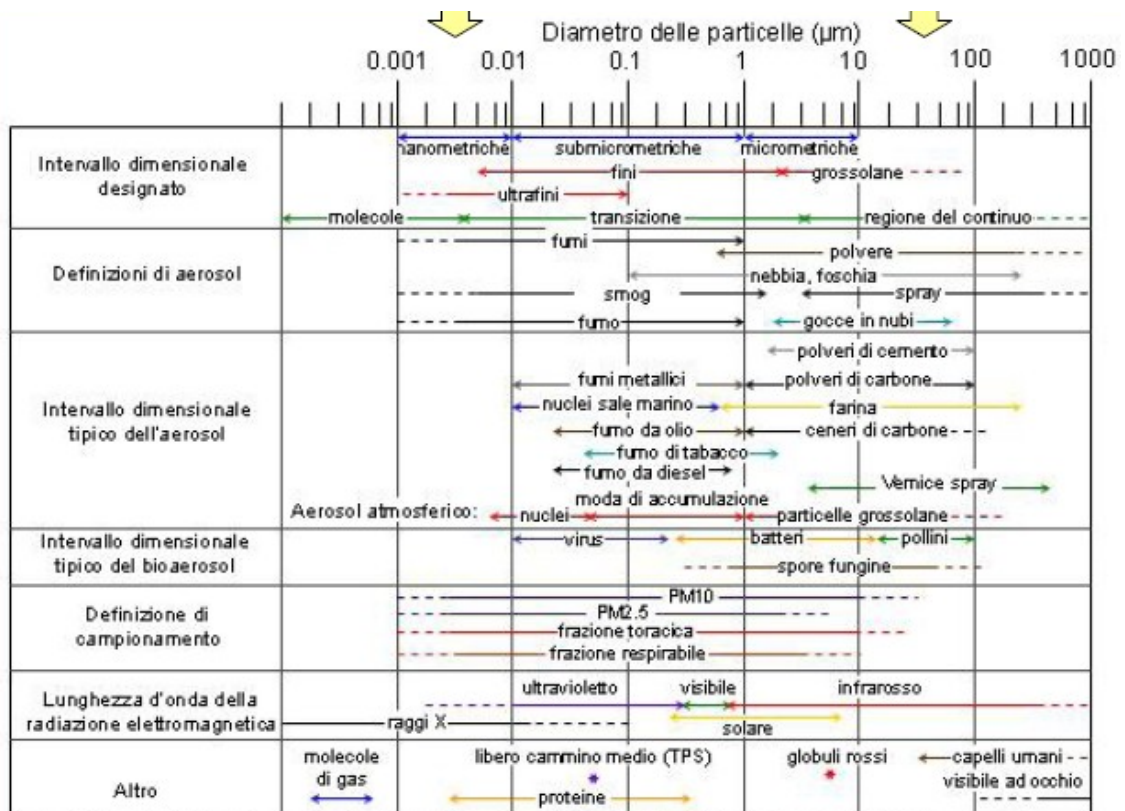 Diametro delle particelle (µm)
0.001 0.01 0.1 1 10 100 1000
Intervallo dimensionale
designato
nanometriche submicrometriche micrometriche
fini grossolane
ultrafini
molecole transizione regione del continuo
Definizioni di aerosol
fumi
polvere
nebbia, foschia
smog spray
fumo gocce in nubi
Intervallo dimensionale
tipico dell'aerosol
polveri di cemento
fumi metallici polveri di carbone
nuclei sale marino farina
fumo da olio ceneri di carbone
fumo di tabacco
fumo da diesel
Vernice spray
moda di accumulazione
Aerosol atmosferico: nuclei particelle grossolane
Intervallo dimensionale
tipico del bioaerosol
virus batteri pollini
spore fungine
Definizione di
campionamento
PM10
PM2.5
frazione toracica
frazione respirabile
Lunghezza d'onda della
radiazione elettromagnetica
ultravioletto visibile infrarosso
raggi X
solare
Altro
molecole
di gas
libero cammino medio (TPS) globuli rossi capelli umani
visibile ad occhio
proteine